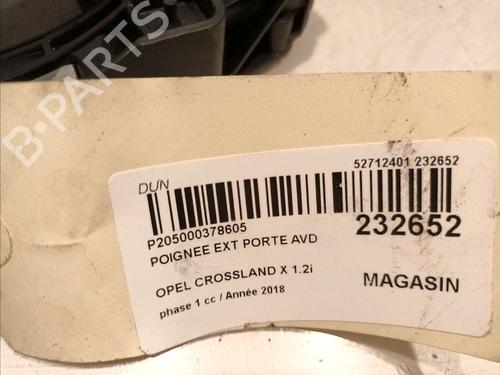 B-PARTS
DUN
52712401 232652
P205000378605
232652
POIGNEE EXT PORTE AVD
OPEL CROSSLAND X 1.2i
MAGASIN
phase 1 cc / Année 2018